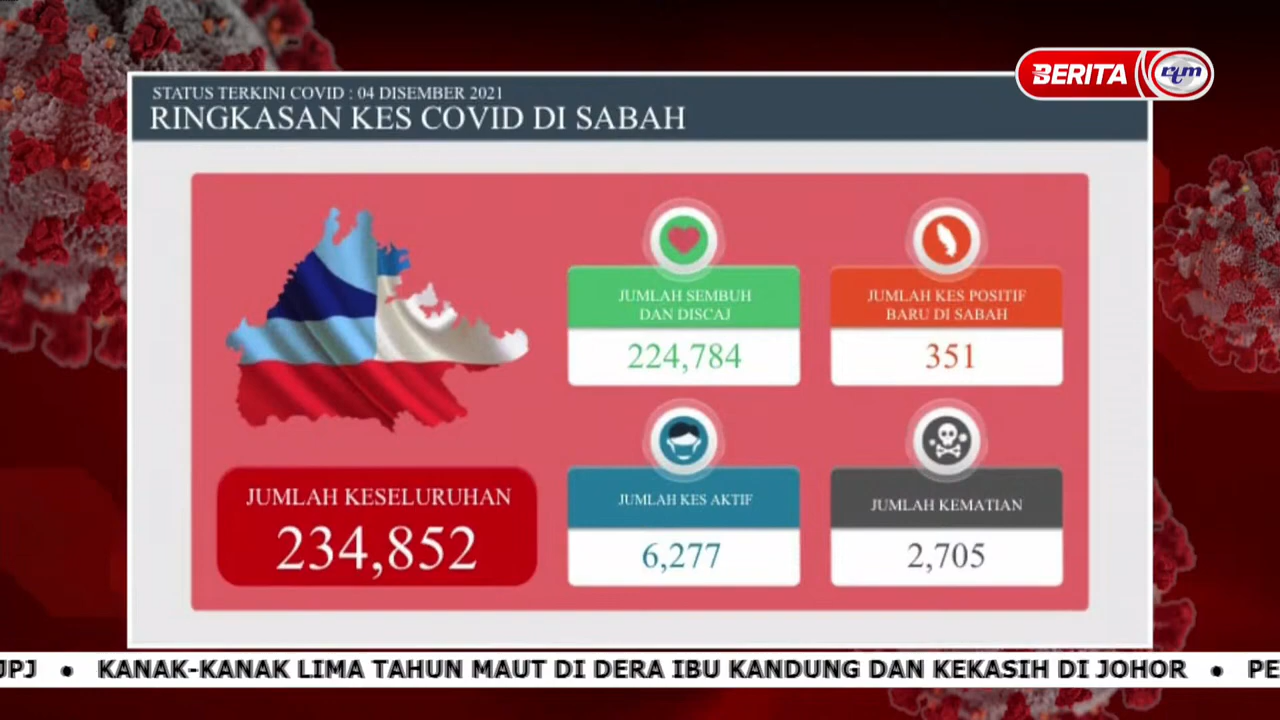 BERITA rtm
STATUS TERKINI COVID : 04 DISEMBER 2021
RINGKASAN KES COVID DI SABAH
JUMLAH SEMBUH
DAN DISCAJ
224,784
JUMLAH KES POSITIF
BARU DI SABAH
351
JUMLAH KESELURUHAN
234,852
JUMLAH KES AKTIF
6,277
JUMLAH KEMATIAN
2,705
JPJ • KANAK-KANAK LIMA TAHUN MAUT DI DERA IBU KANDUNG DAN KEKASIH DI JOHOR • PE